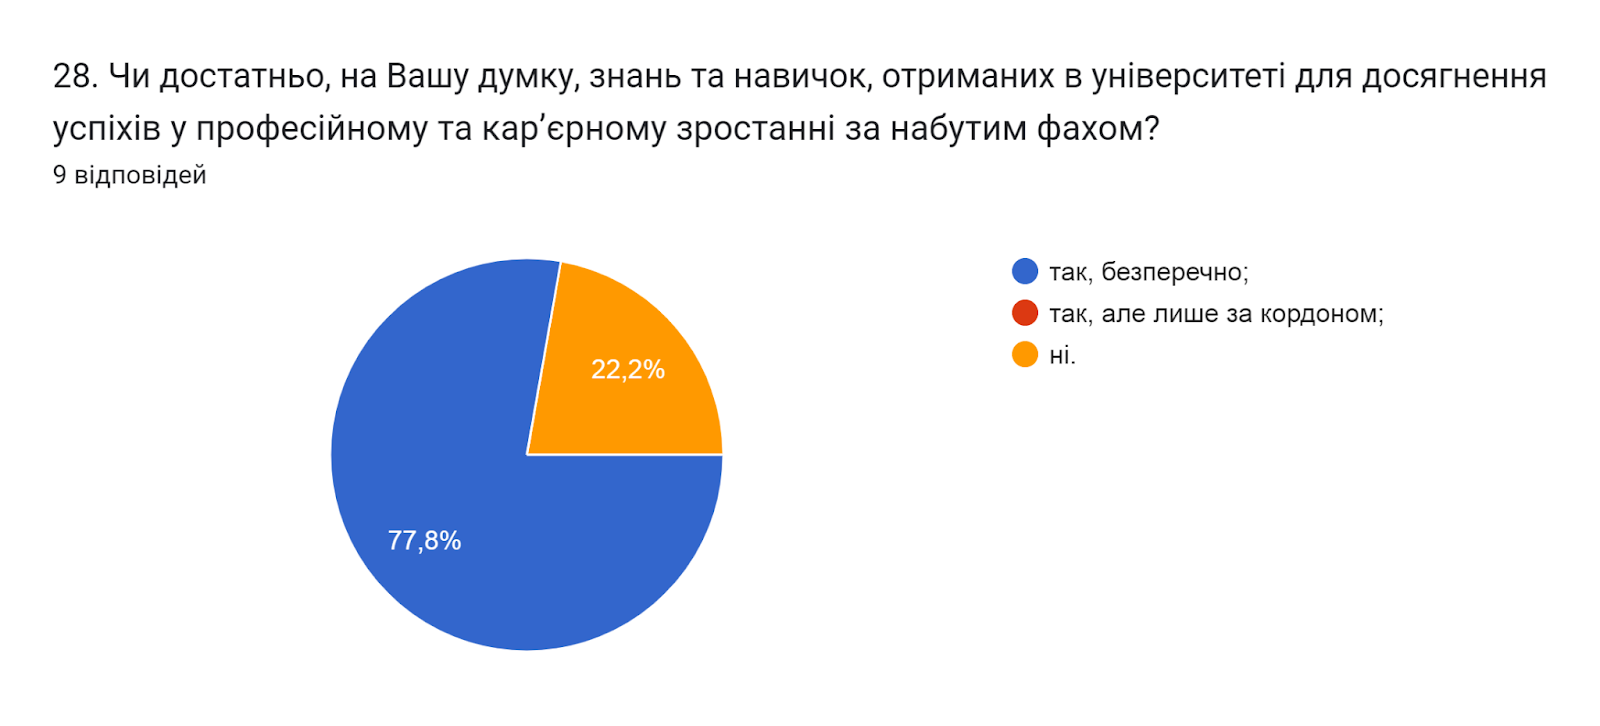 28. Чи достатньо, на Вашу думку, знань та навичок, отриманих в університеті для досягнення
успіхів у професійному та кар’єрному зростанні за набутим фахом?
9 відповідей
так, безперечно;
так, але лише за кордоном;
ні.
22,2%
77,8%